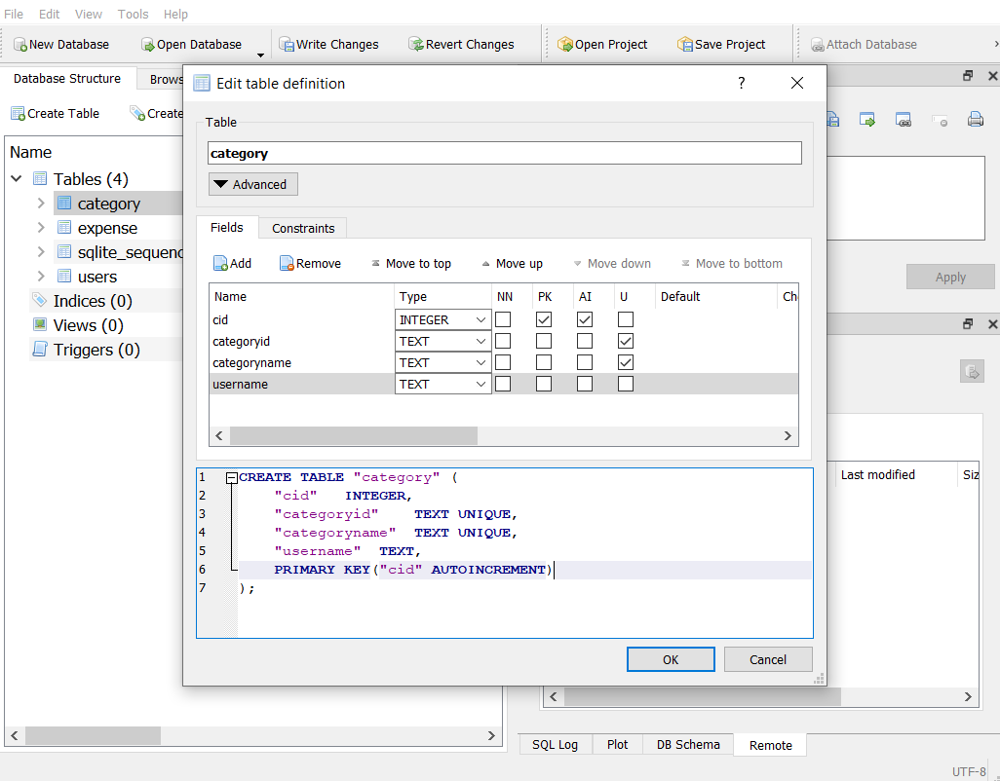 File Edit View Tools Help
New Database Open Database Write Changes Revert Changes Open Project Save Project Attach Database
Database Structure
Create Table
Name
Tables (4)
category
expense
users
Indices (0)
Views (0)
Triggers (0)
Edit table definition ?
Table
category
Advanced
Fields Constraints
Add Remove Move to top Move up Move down Move to bottom
Name Type NN PK AI U Default
cid INTEGER
categoryid TEXT
categoryname TEXT
username TEXT
1 CREATE TABLE "category" (
2 "cid" INTEGER,
3 "categoryid" TEXT UNIQUE,
4 "categoryname" TEXT UNIQUE,
5 "username" TEXT,
6 PRIMARY KEY("cid" AUTOINCREMENT)
7 );
OK Cancel
Apply
Last modified
SQL Log Plot DB Schema Remote
UTF-8